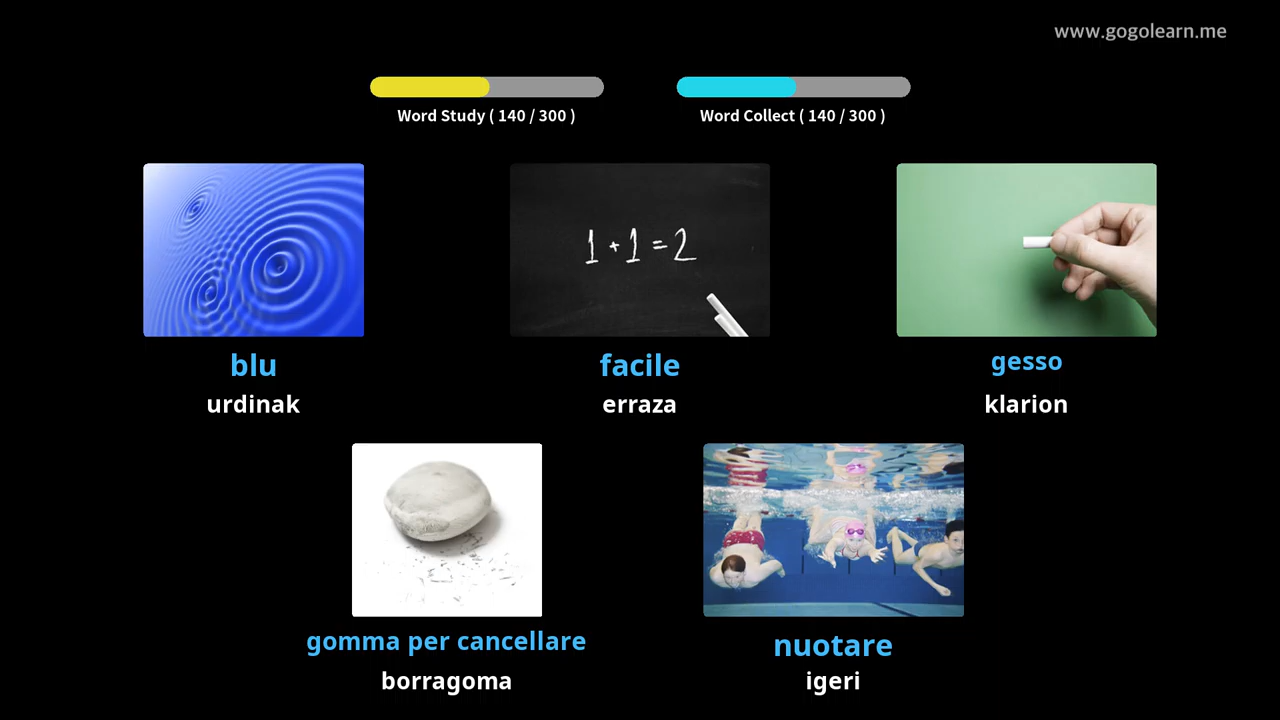 www.gogolearn.me
Word Study ( 140 / 300 )
Word Collect ( 140 / 300 )
1 + 1 = 2
blu
urdinak
facile
erraza
gesso
klarion
gomma per cancellare
borragoma
nuotare
igeri